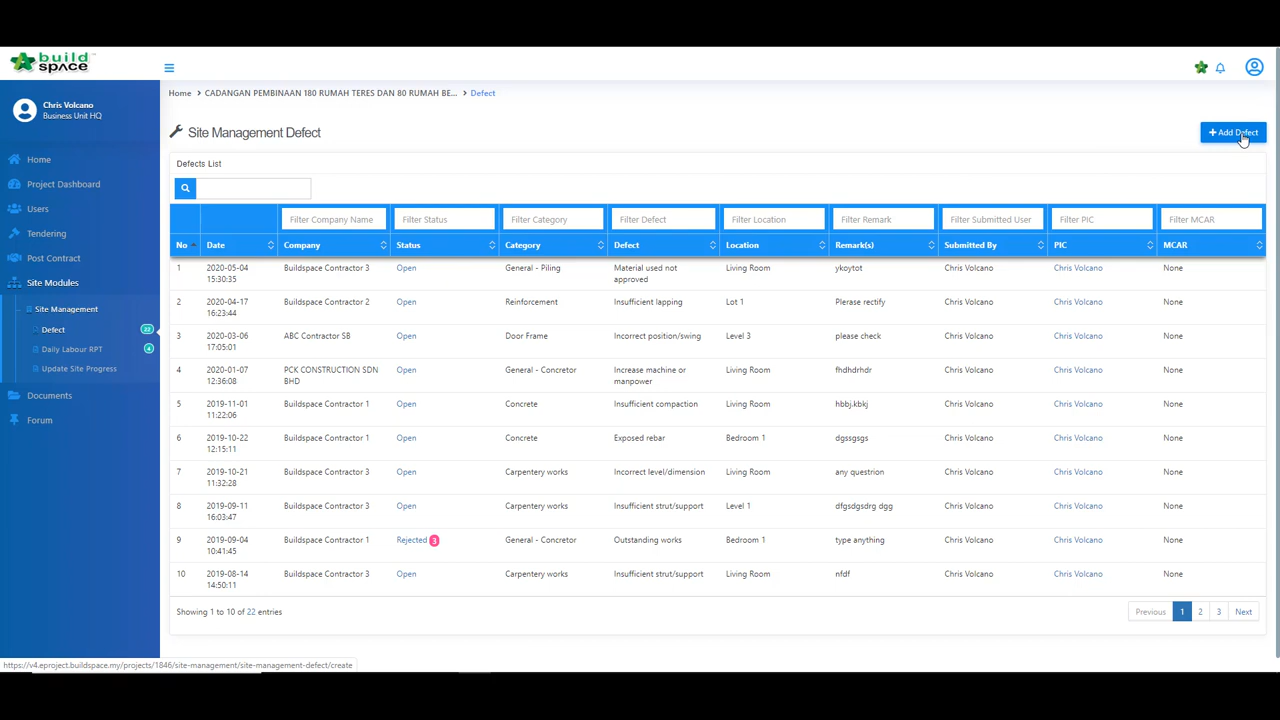 build
space
Chris Volcano
Business Unit HQ
Home
Project Dashboard
Users
Tendering
Post Contract
Site Modules
Site Management
Defect 22
Daily Labour RPT 4
Update Site Progress
Documents
Forum
Home > CADANGAN PEMBINAAN 180 RUMAH TERES DAN 80 RUMAH BE... > Defect
Site Management Defect
+ Add Defect
Defects List
Filter Company Name Filter Status Filter Category Filter Defect Filter Location Filter Remark Filter Submitted User Filter PIC Filter MCAR
No Date Company Status Category Defect Location Remark(s) Submitted By PIC MCAR
1 2020-05-04 Buildspace Contractor 3 Open General - Piling Material used not Living Room ykoytot Chris Volcano Chris Volcano None
15:30:35 approved
2 2020-04-17 Buildspace Contractor 2 Open Reinforcement Insufficient lapping Lot 1 Plerase rectify Chris Volcano Chris Volcano None
16:23:44
3 2020-03-06 ABC Contractor SB Open Door Frame Incorrect position/swing Level 3 please check Chris Volcano Chris Volcano None
17:05:01
4 2020-01-07 PCK CONSTRUCTION SDN Open General - Concretor Increase machine or Living Room fhdhdrhdr Chris Volcano Chris Volcano None
12:36:08 BHD manpower
5 2019-11-01 Buildspace Contractor 1 Open Concrete Insufficient compaction Living Room hbbj.kbkj Chris Volcano Chris Volcano None
11:22:06
6 2019-10-22 Buildspace Contractor 1 Open Concrete Exposed rebar Bedroom 1 dgssgsgs Chris Volcano Chris Volcano None
12:15:11
7 2019-10-21 Buildspace Contractor 3 Open Carpentery works Incorrect level/dimension Living Room any questrion Chris Volcano Chris Volcano None
11:32:28
8 2019-09-11 Buildspace Contractor 3 Open Carpentery works Insufficient strut/support Level 1 dfgsdgsdrg dgg Chris Volcano Chris Volcano None
16:03:47
9 2019-09-04 Buildspace Contractor 1 Rejected 3 General - Concretor Outstanding works Bedroom 1 type anything Chris Volcano Chris Volcano None
10:41:45
10 2019-08-14 Buildspace Contractor 3 Open Carpentery works Insufficient strut/support Living Room nfdf Chris Volcano Chris Volcano None
14:50:11
Showing 1 to 10 of 22 entries
Previous 1 2 3 Next
https://v4.eproject.buildspace.my/projects/1846/site-management/site-management-defect/create